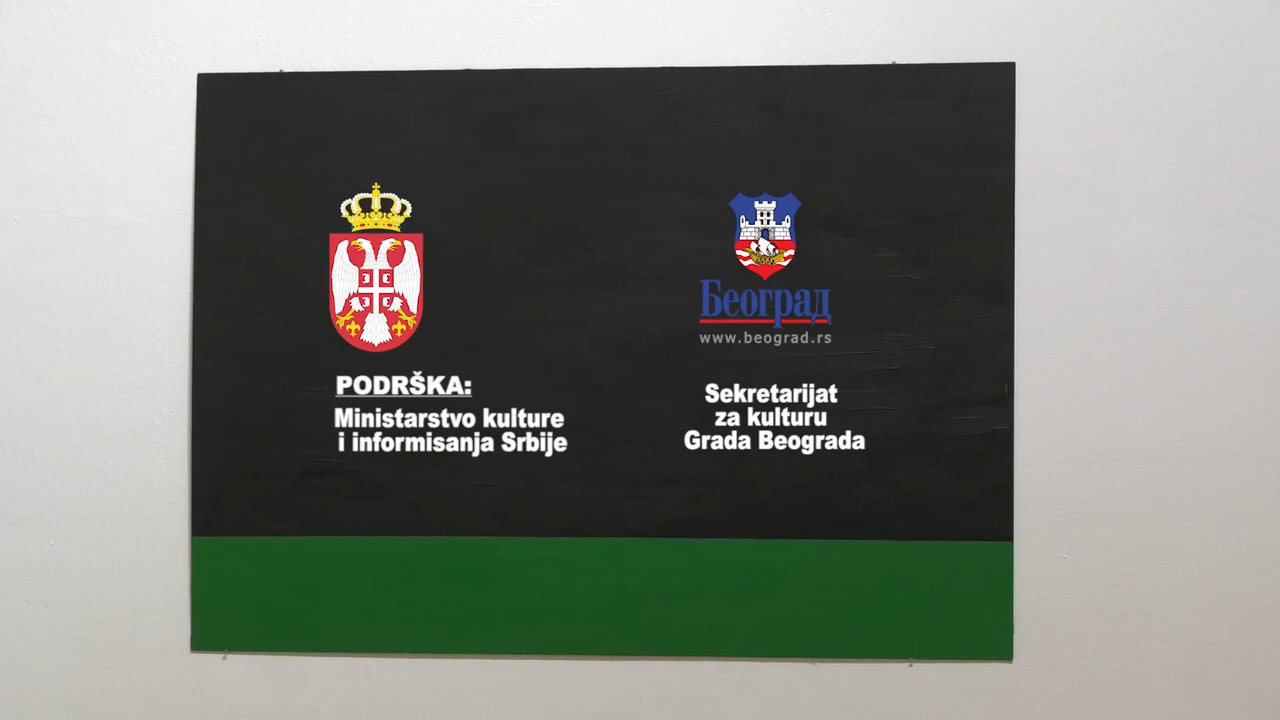 PODRŠKA:
Ministarstvo kulture
i informisanja Srbije
Београд
www.beograd.rs
Sekretarijat
za kulturu
Grada Beograda